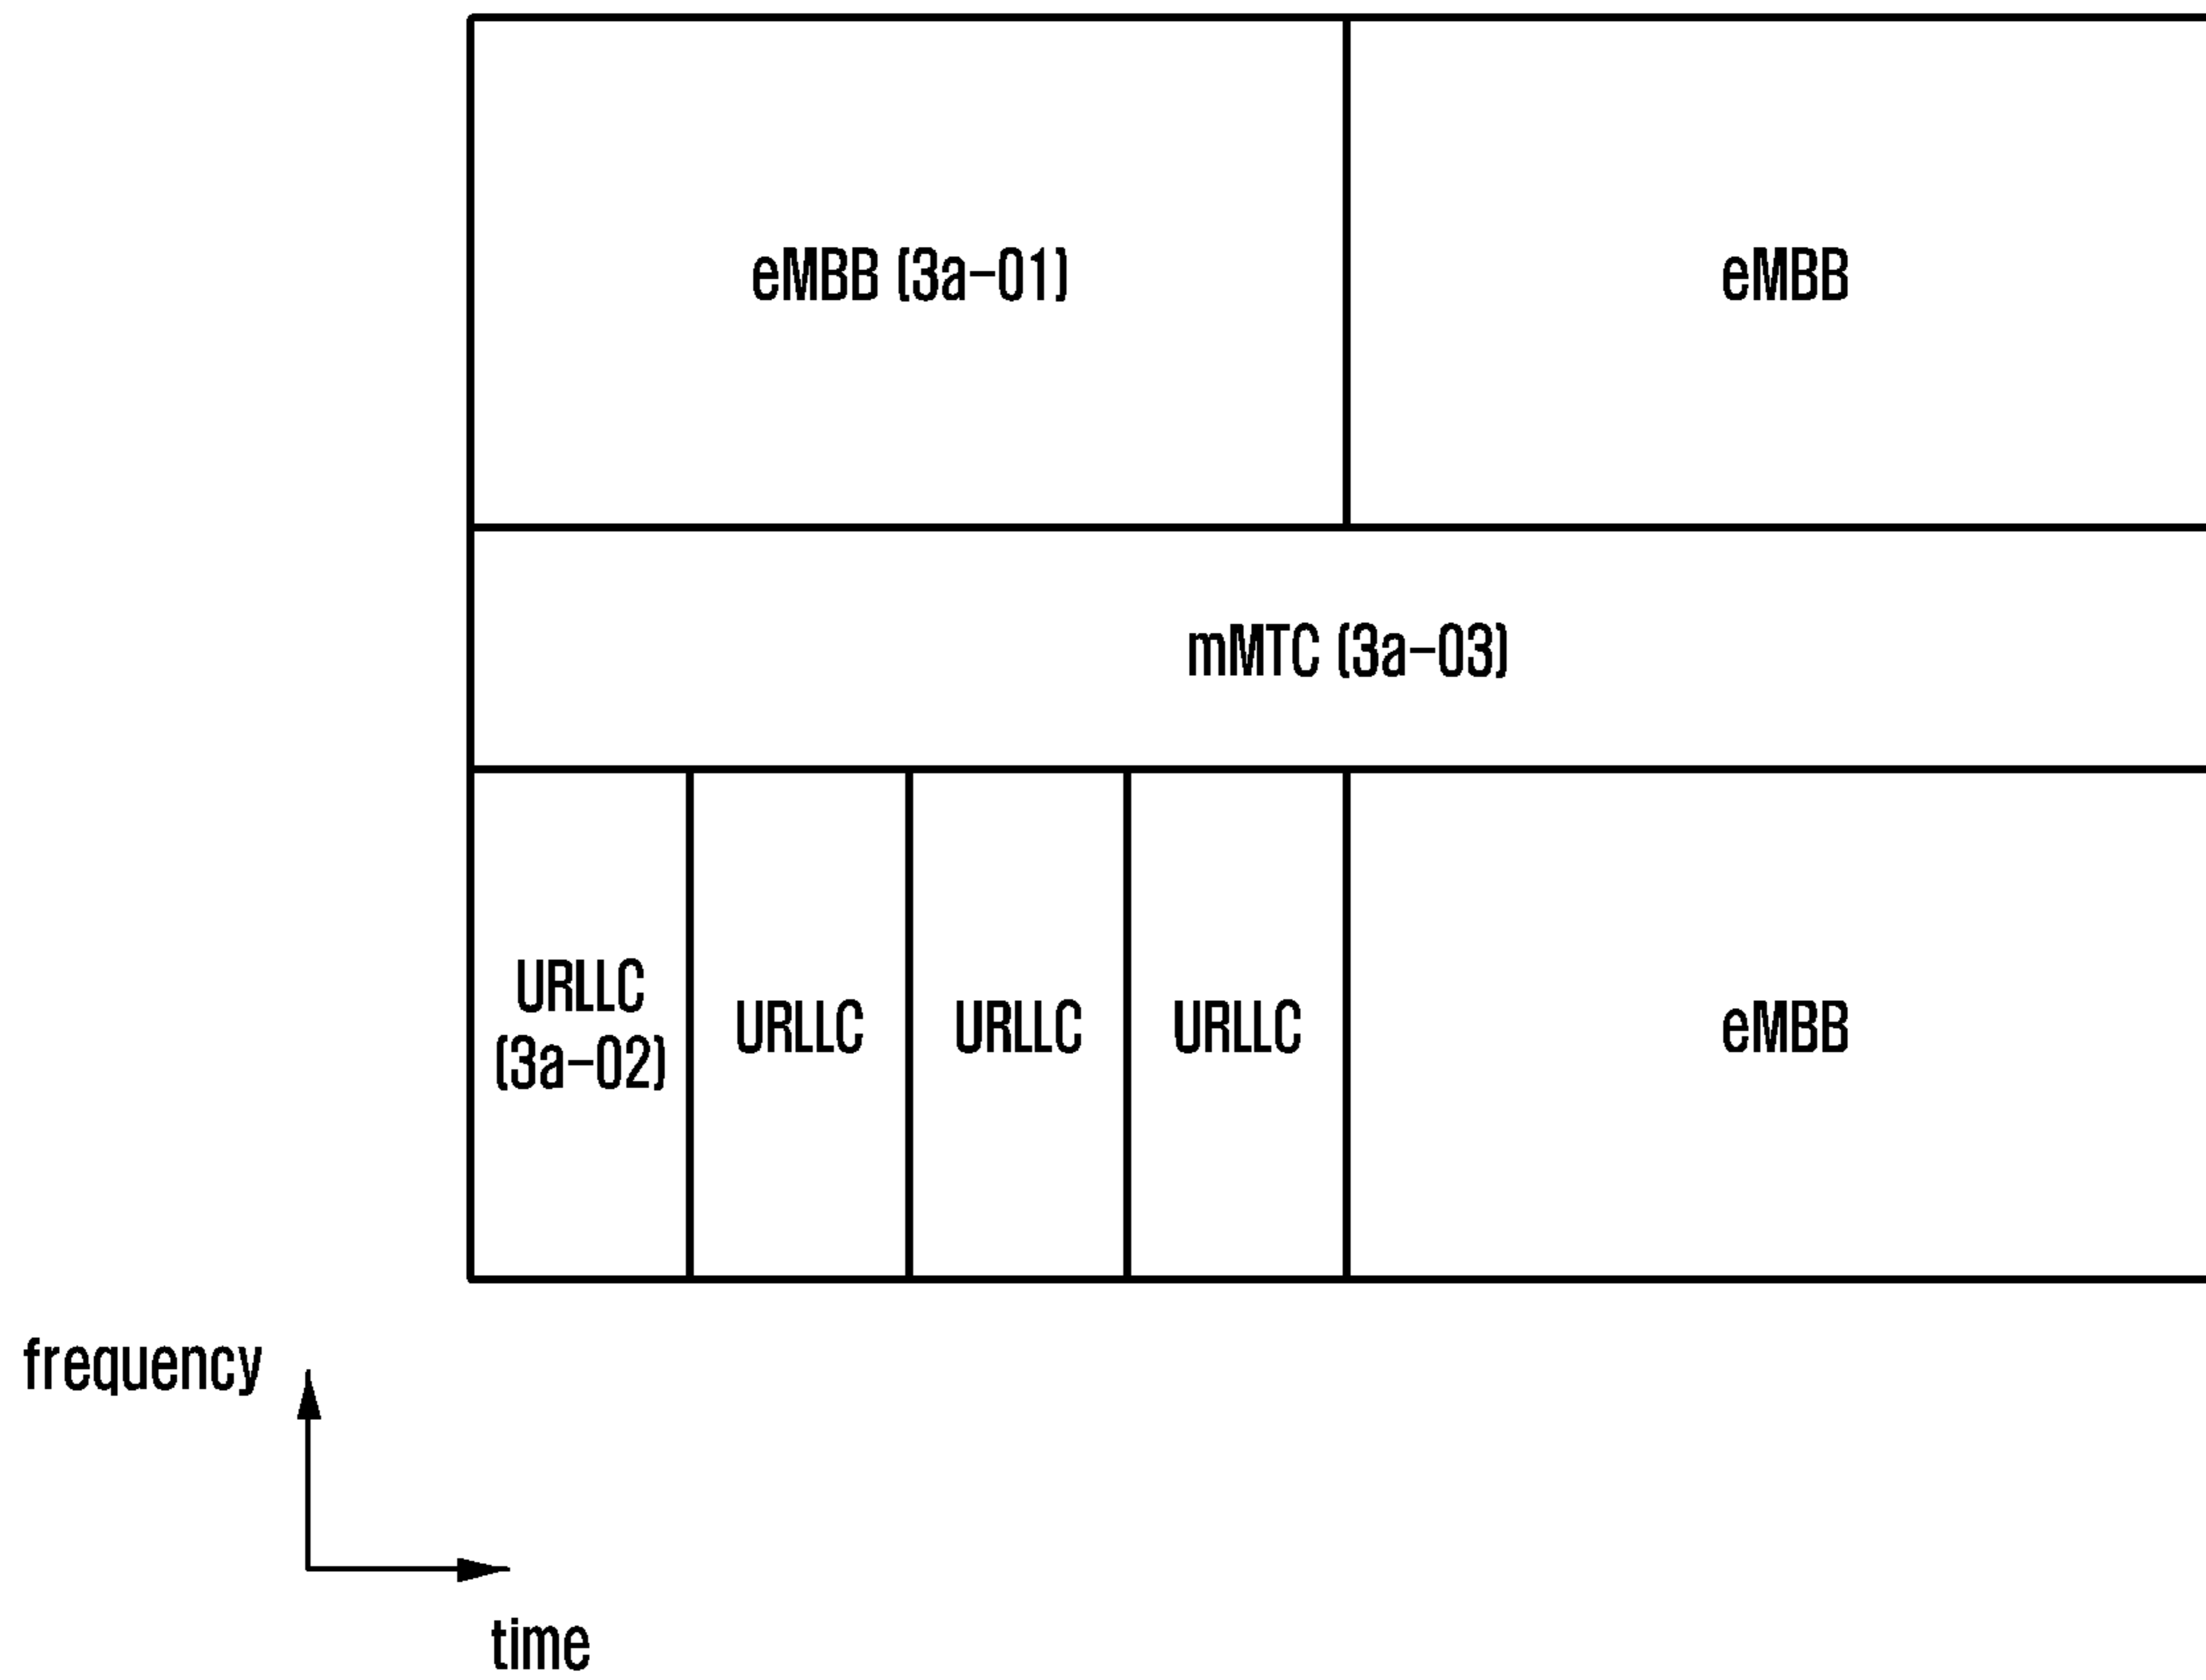 eMBB (3a-01)
eMBB
mMTC (3a-03)
URLLC
(3a-02)
URLLC
URLLC
URLLC
eMBB
frequency
time